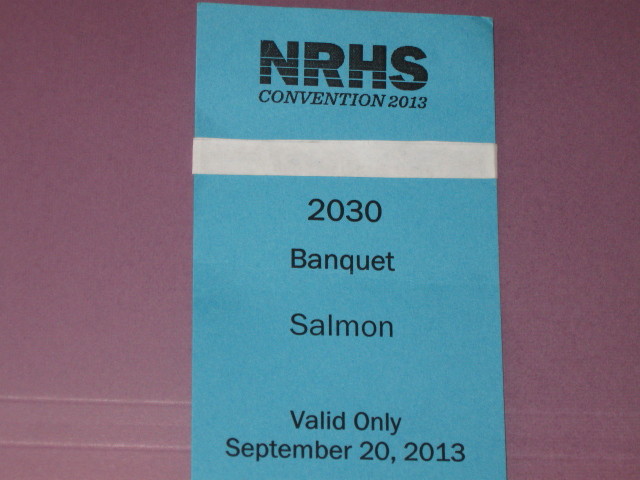 NRHS
CONVENTION 2013
2030
Banquet
Salmon
Valid Only
September 20, 2013